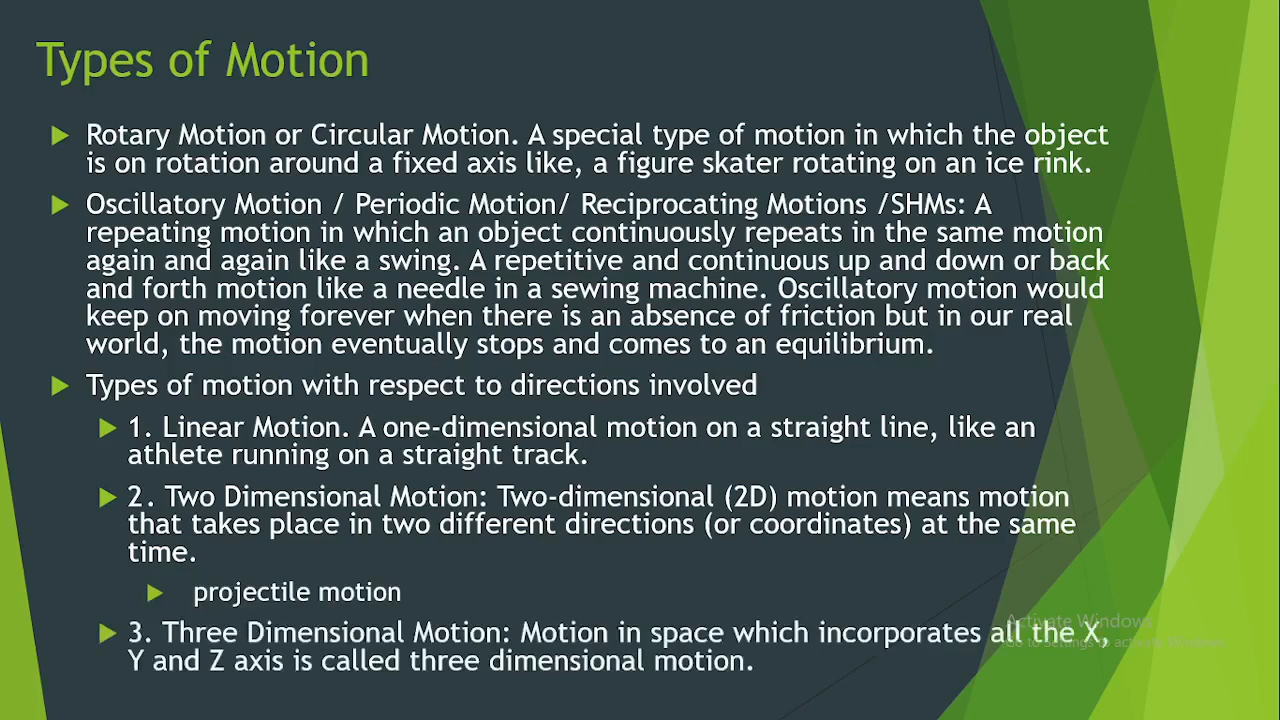 Types of Motion
Rotary Motion or Circular Motion. A special type of motion in which the object
is on rotation around a fixed axis like, a figure skater rotating on an ice rink.
Oscillatory Motion / Periodic Motion/ Reciprocating Motions /SHMs: A
repeating motion in which an object continuously repeats in the same motion
again and again like a swing. A repetitive and continuous up and down or back
and forth motion like a needle in a sewing machine. Oscillatory motion would
keep on moving forever when there is an absence of friction but in our real
world, the motion eventually stops and comes to an equilibrium.
Types of motion with respect to directions involved
1. Linear Motion. A one-dimensional motion on a straight line, like an
athlete running on a straight track.
2. Two Dimensional Motion: Two-dimensional (2D) motion means motion
that takes place in two different directions (or coordinates) at the same
time.
projectile motion
3. Three Dimensional Motion: Motion in space which incorporates all the X,
Y and Z axis is called three dimensional motion.
Activate Windows
Go to Settings to activate Windows.